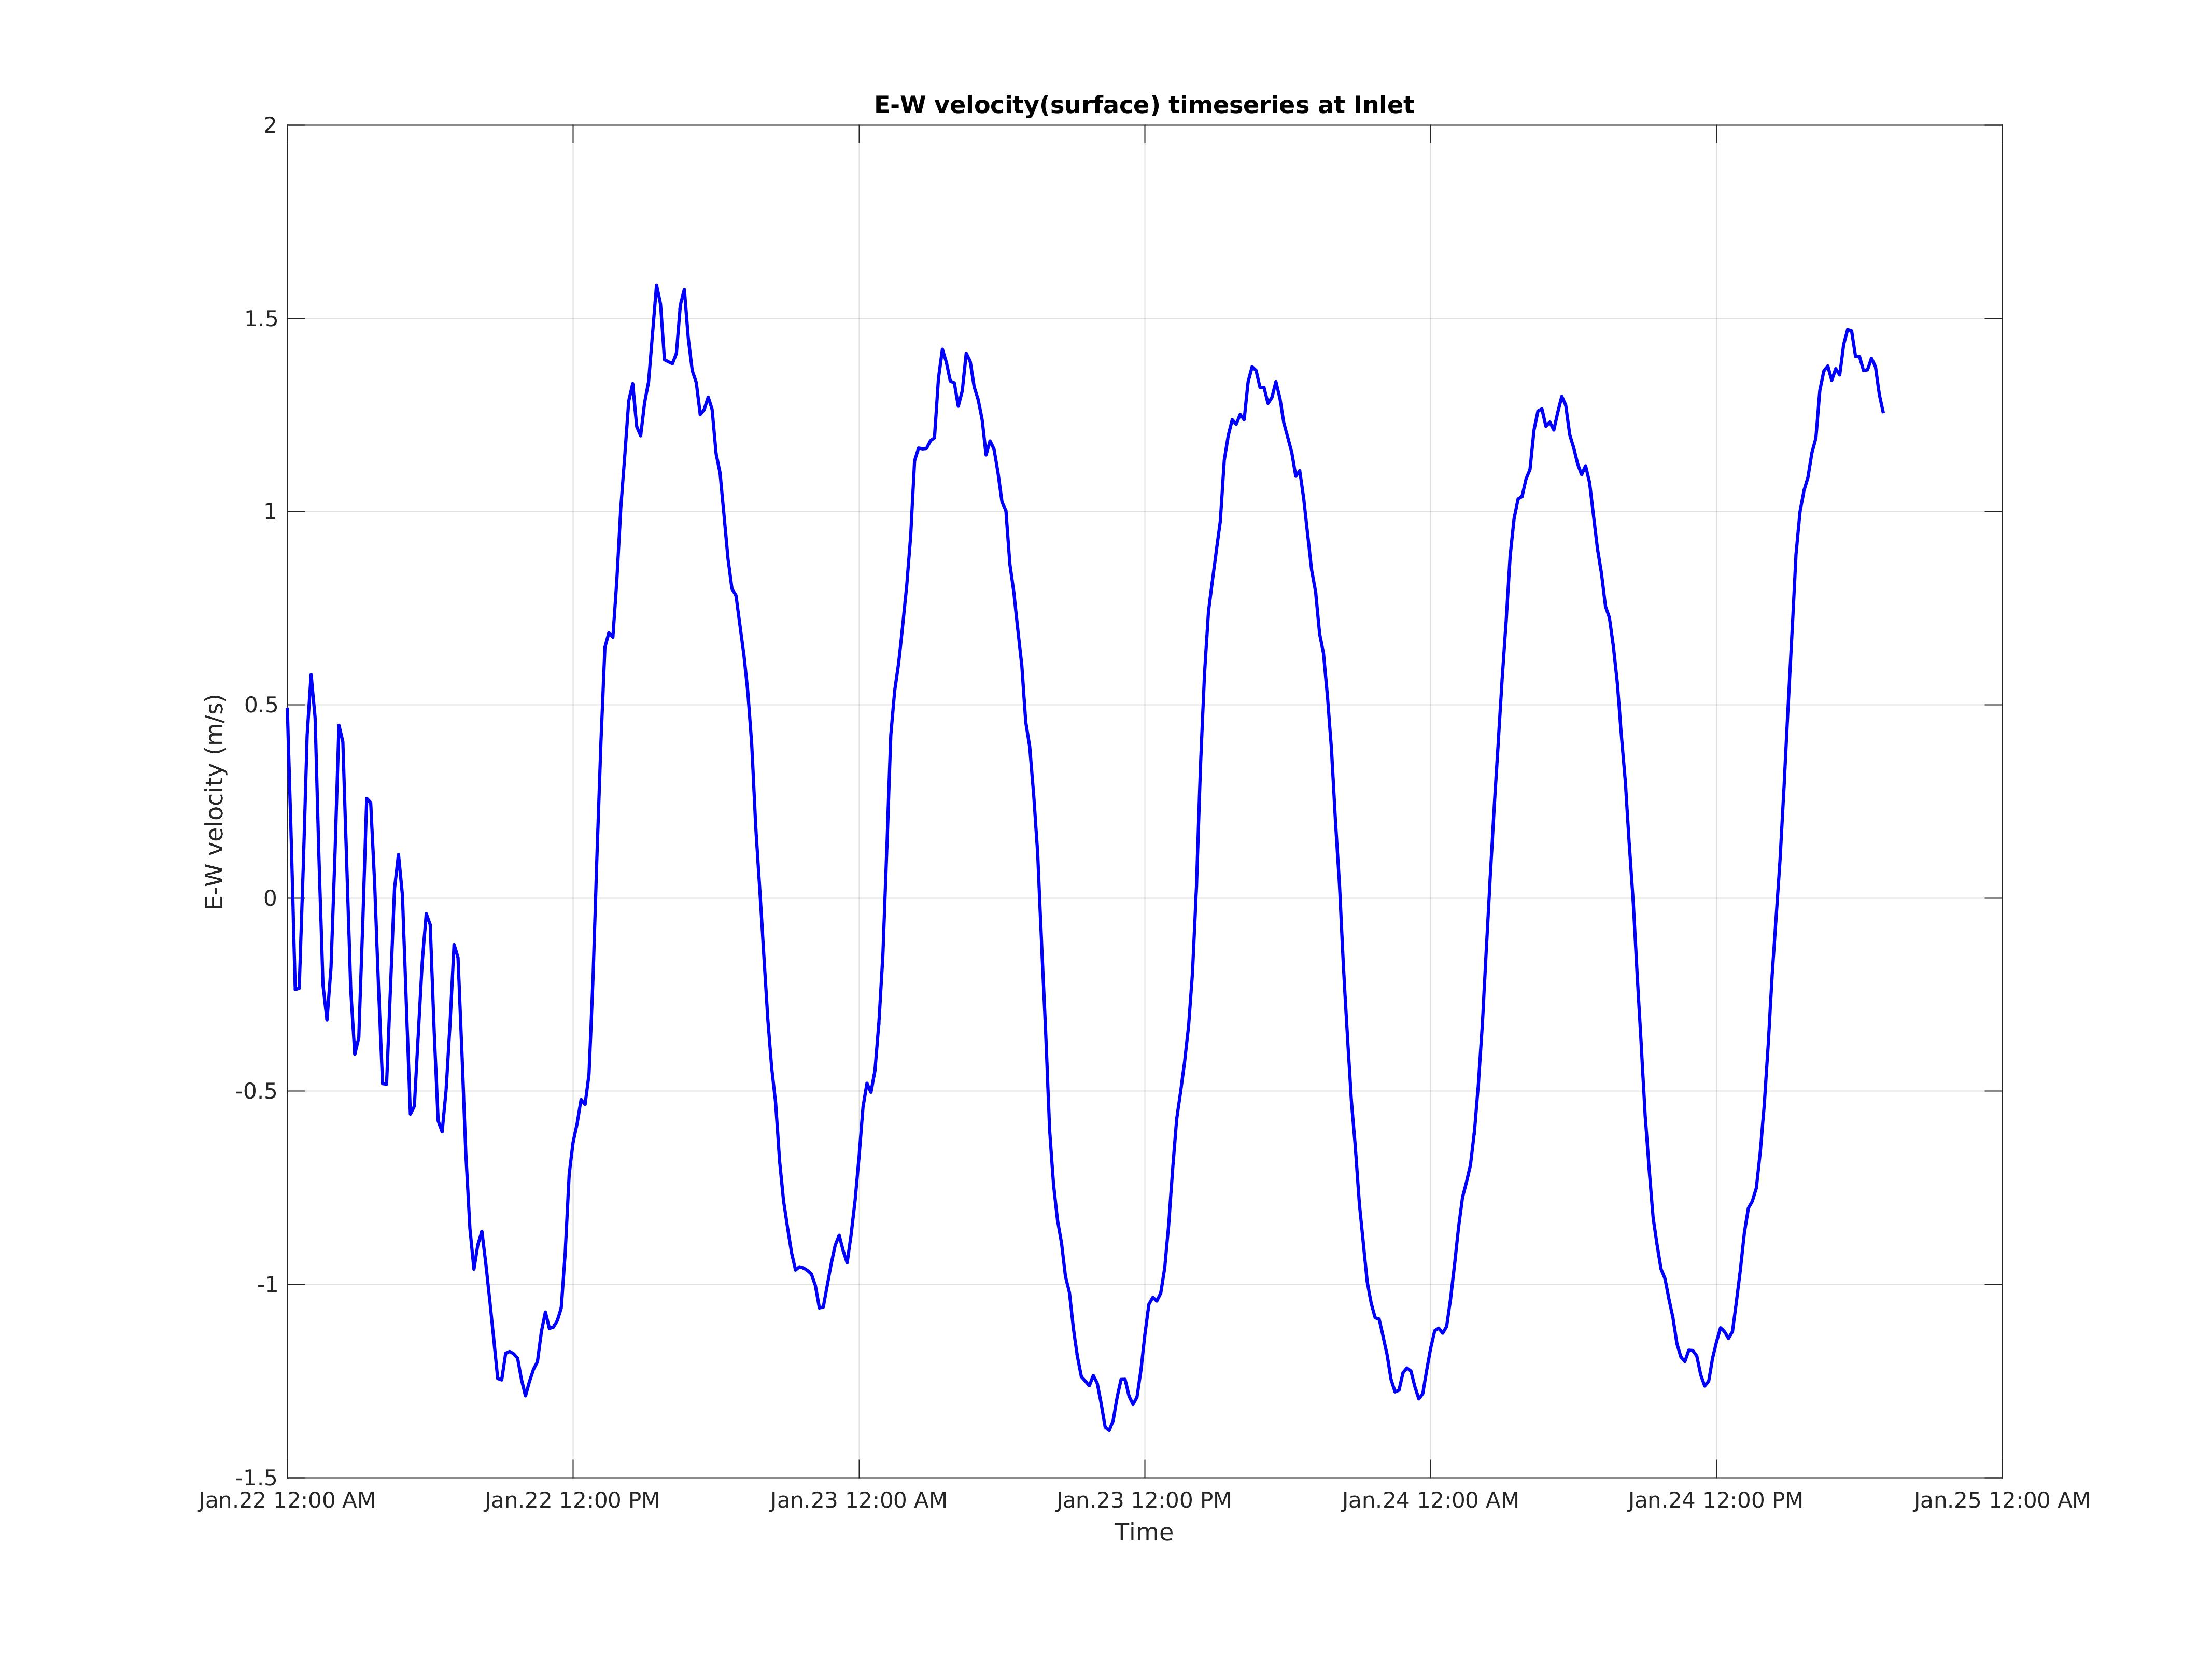 E-W velocity(surface) timeseries at Inlet
2
1.5
1
0.5
0
-0.5
-1
-1.5
E-W velocity (m/s)
Jan.22 12:00 AM Jan.22 12:00 PM Jan.23 12:00 AM Jan.23 12:00 PM Jan.24 12:00 AM Jan.24 12:00 PM Jan.25 12:00 AM
Time